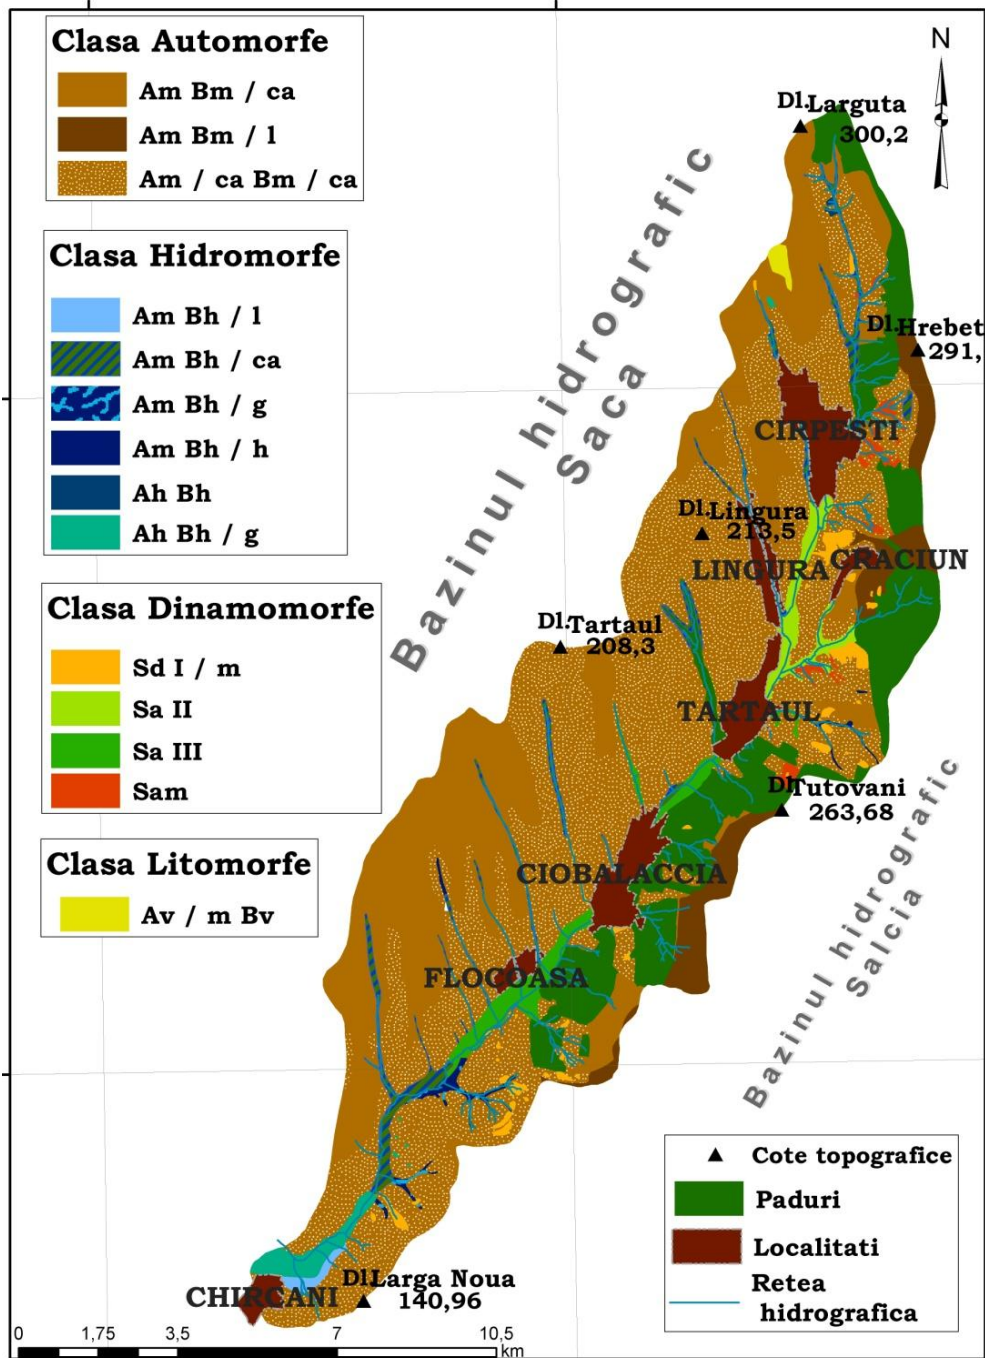 Clasa Automorfe
Am Bm / ca
Am Bm / l
Am / ca Bm / ca
Clasa Hidromorfe
Am Bh / l
Am Bh / ca
Am Bh / g
Am Bh / h
Ah Bh
Ah Bh / g
Clasa Dinamomorfe
Sd I / m
Sa II
Sa III
Sam
Clasa Litomorfe
Av / m Bv
N
Dl.Larguta
300,2
Bazinul hidrografic
Saca
Dl.Hrebet
291,
CIRPESTI
Dl.Lingura
213,5
LINGURA
CRACIUN
Dl.Tartaul
208,3
TARTAUL
Dl.Tutovani
263,68
CIOBALACCIA
Bazinul hidrografic
Salcia
FLOCOASA
CHIRCANI
Dl.Larga Noua
140,96
Cote topografice
Paduri
Localitati
Retea
hidrografica
0 1,75 3,5 7 10,5
km